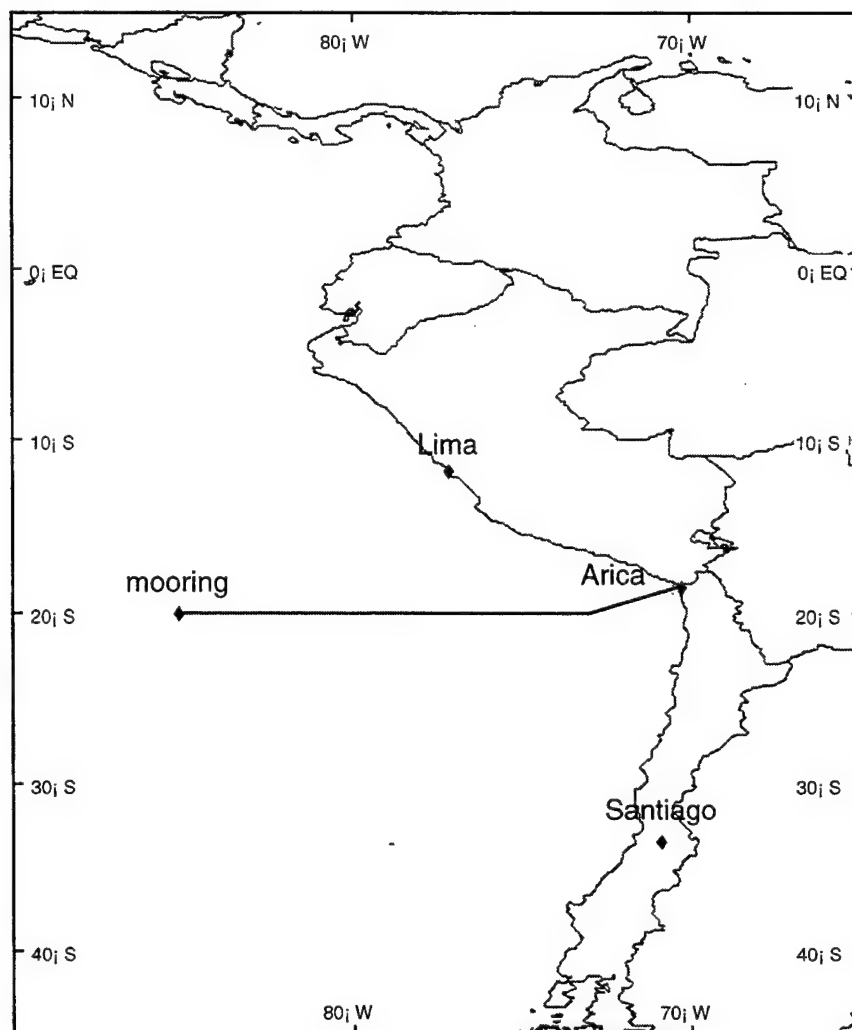 80¡ W 70¡ W
10¡ N 10¡ N
0¡ EQ 0¡ EQ
10¡ S 10¡ S
Lima
mooring
Arica
20¡ S 20¡ S
30¡ S 30¡ S
Santiago
40¡ S 40¡ S
80¡ W 70¡ W